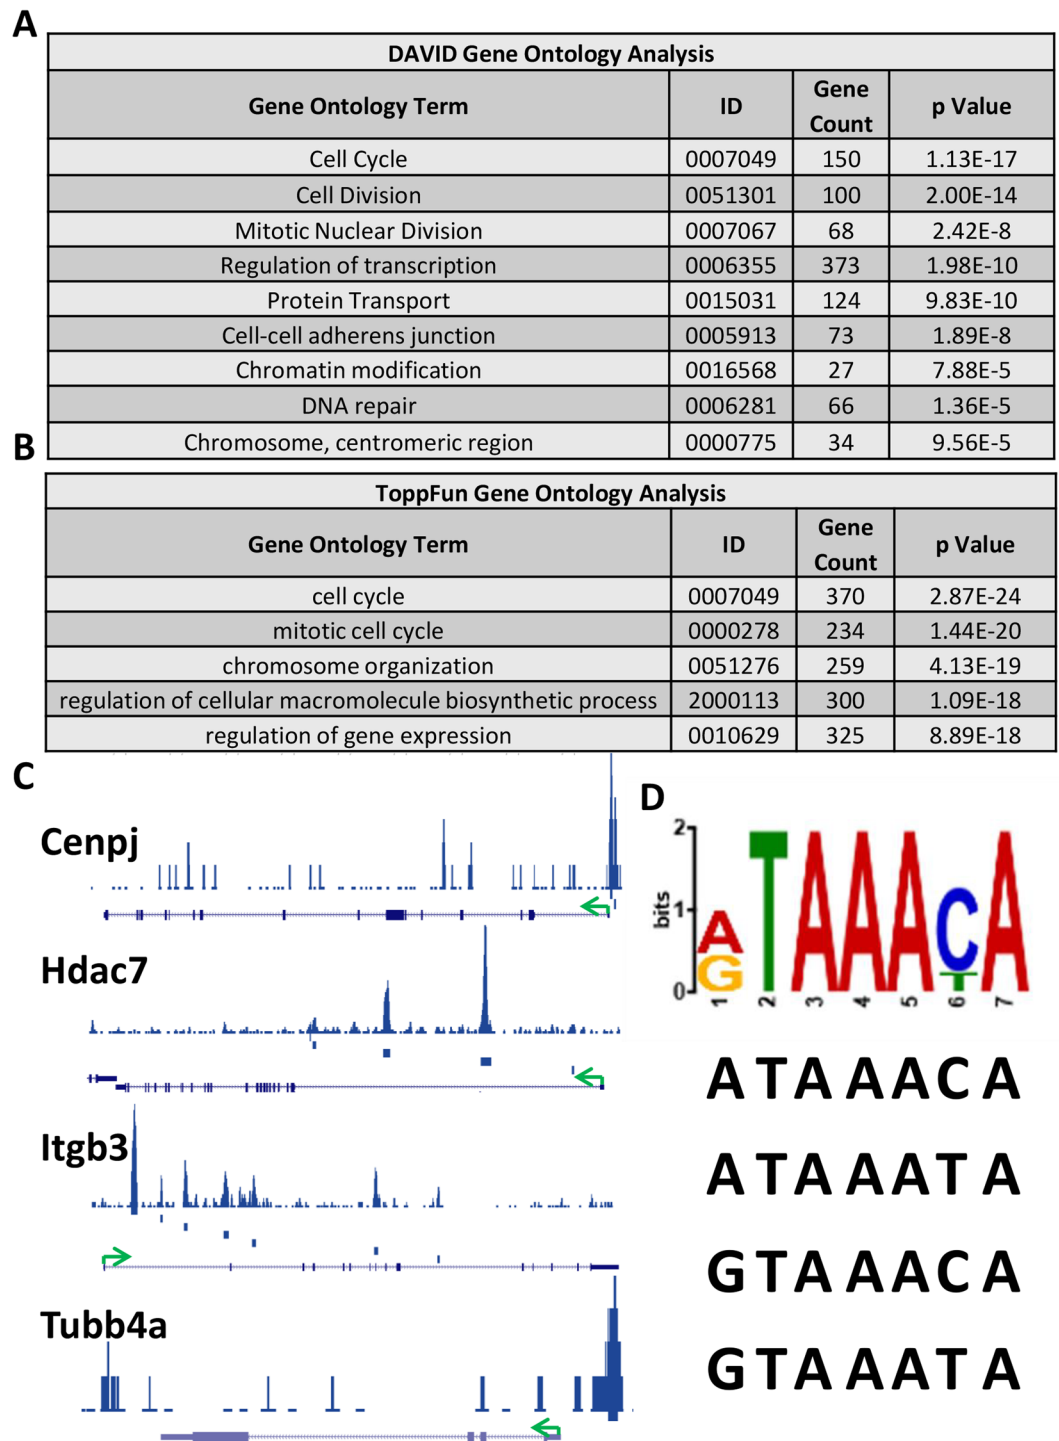 A
DAVID Gene Ontology Analysis
Gene Ontology Term ID Gene Count p Value
Cell Cycle 0007049 150 1.13E-17
Cell Division 0051301 100 2.00E-14
Mitotic Nuclear Division 0007067 68 2.42E-8
Regulation of transcription 0006355 373 1.98E-10
Protein Transport 0015031 124 9.83E-10
Cell-cell adherens junction 0005913 73 1.89E-8
Chromatin modification 0016568 27 7.88E-5
DNA repair 0006281 66 1.36E-5
Chromosome, centromeric region 0000775 34 9.56E-5
B
ToppFun Gene Ontology Analysis
Gene Ontology Term ID Gene Count p Value
cell cycle 0007049 370 2.87E-24
mitotic cell cycle 0000278 234 1.44E-20
chromosome organization 0051276 259 4.13E-19
regulation of cellular macromolecule biosynthetic process 2000113 300 1.09E-18
regulation of gene expression 0010629 325 8.89E-18
C
Cenpj
Hdac7
Itgb3
Tubb4a
D
2
bits
1
0
A T A A A C A
G T
1 2 3 4 5 6 7
A T A A A C A
A T A A A T A
G T A A A C A
G T A A A T A